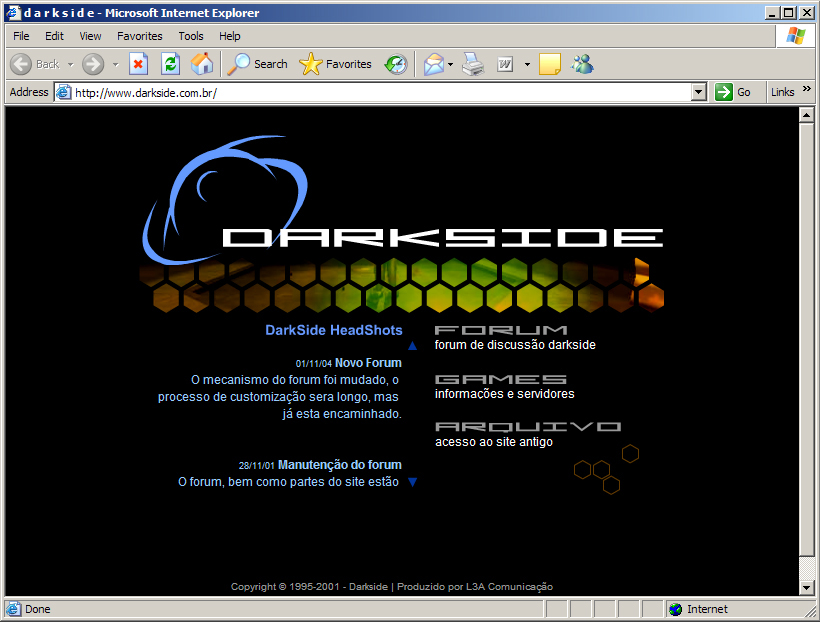 d a r k s i d e - Microsoft Internet Explorer
File Edit View Favorites Tools Help
Back Search Favorites
Address http://www.darkside.com.br/ Go Links »
DARKSIDE
DarkSide HeadShots
01/11/04 Novo Forum
O mecanismo do forum foi mudado, o
processo de customização sera longo, mas
já esta encaminhado.
28/11/01 Manutenção do forum
O forum, bem como partes do site estão
FORUM
forum de discussão darkside
GAMES
informações e servidores
ARQUIVO
acesso ao site antigo
Copyright © 1995-2001 - Darkside | Produzido por L3A Comunicação
Done Internet